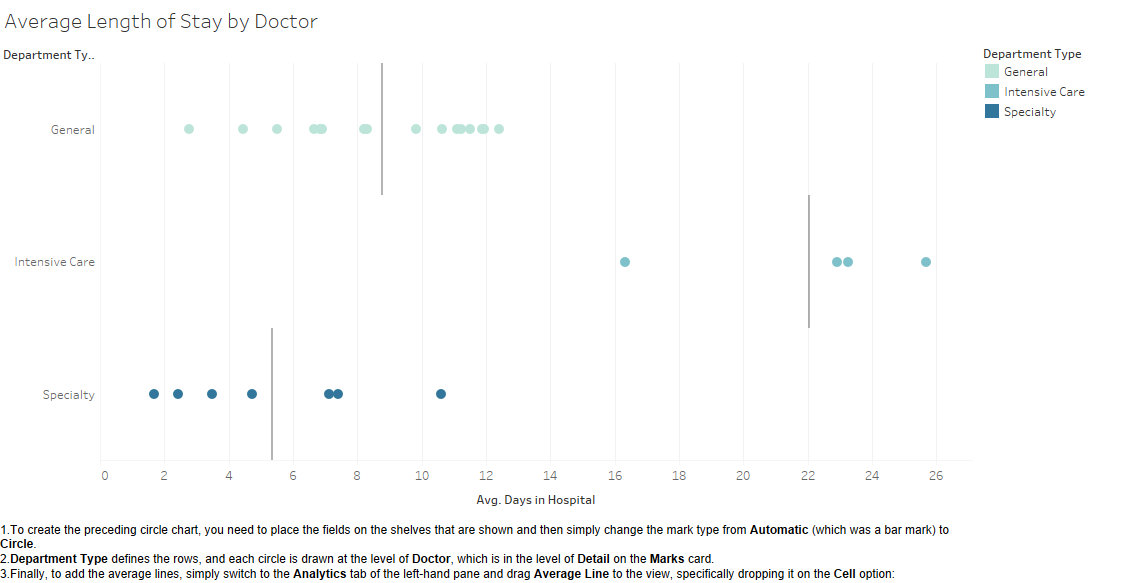 Average Length of Stay by Doctor
Department Ty..
Department Type
General
Intensive Care
Specialty
General
Intensive Care
Specialty
0 2 4 6 8 10 12 14 16 18 20 22 24 26
Avg. Days in Hospital
1.To create the preceding circle chart, you need to place the fields on the shelves that are shown and then simply change the mark type from Automatic (which was a bar mark) to
Circle.
2.Department Type defines the rows, and each circle is drawn at the level of Doctor, which is in the level of Detail on the Marks card.
3.Finally, to add the average lines, simply switch to the Analytics tab of the left-hand pane and drag Average Line to the view, specifically dropping it on the Cell option: